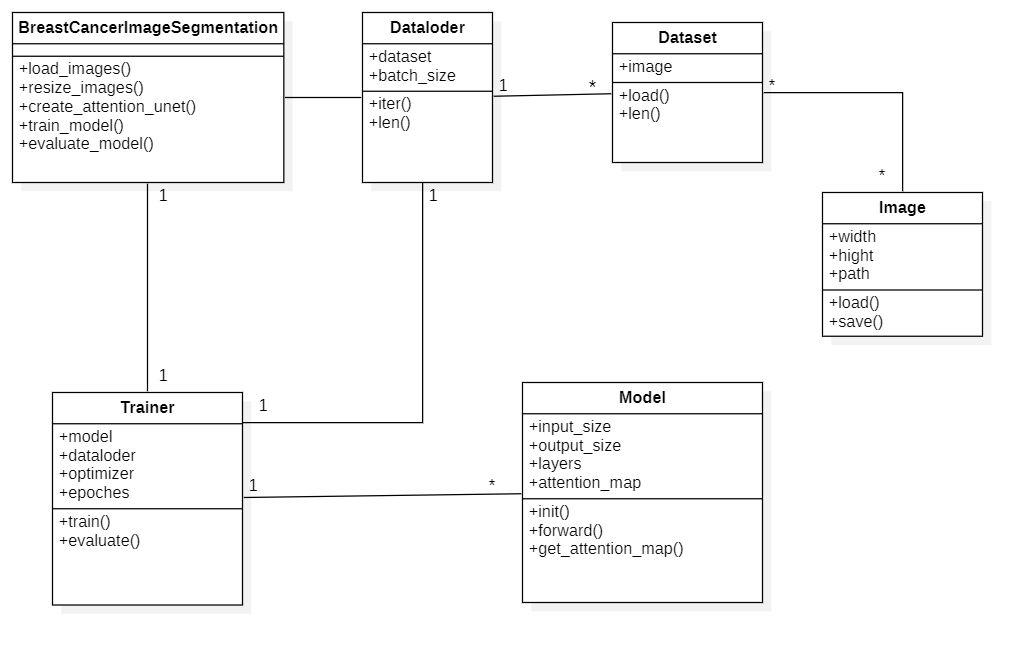 BreastCancerImageSegmentation
+load_images()
+resize_images()
+create_attention_unet()
+train_model()
+evaluate_model()
Dataloder
+dataset
+batch_size
+iter()
+len()
1
*
Dataset
+image
+load()
+len()
*
*
Image
+width
+hight
+path
+load()
+save()
1
1
1
1
Trainer
+model
+dataloder
+optimizer
+epoches
+train()
+evaluate()
1
*
Model
+input_size
+output_size
+layers
+attention_map
+init()
+forward()
+get_attention_map()